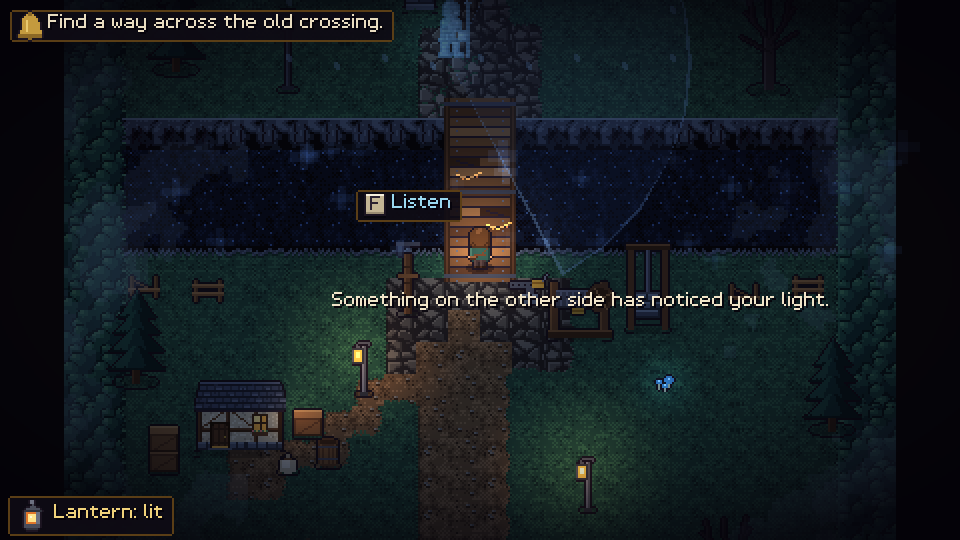 Find a way across the old crossing.
F Listen
Something on the other side has noticed your light.
Lantern: lit